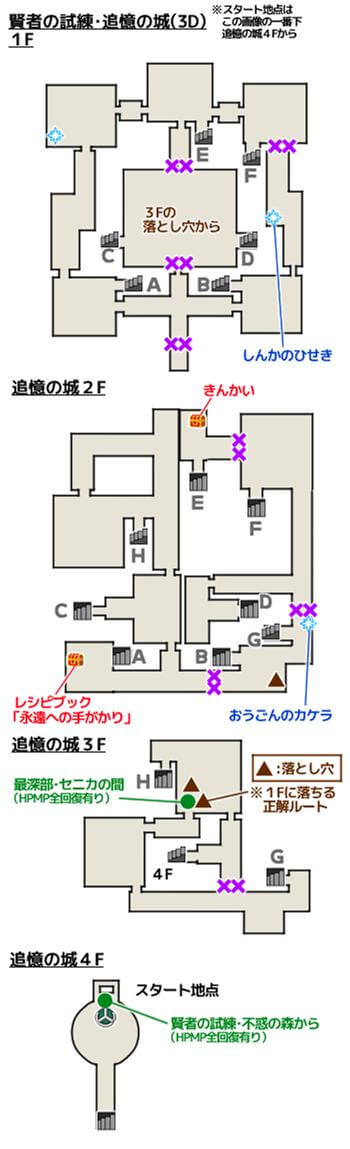 賢者の試練・追憶の城(3D)
※スタート地点は
この画像の一番下
追憶の城４Fから
１F
E
F
３Fの
落とし穴から
C
D
A
B
しんかのひせき
追憶の城２F
きんかい
E
F
H
C
D
G
A
B
レシピブック
「永遠への手がかり」
おうごんのカケラ
追憶の城３F
最深部・セニカの間
(HPMP全回復有り)
H
▲:落とし穴
※１Fに落ちる
正解ルート
４F
G
追憶の城４F
スタート地点
賢者の試練・不惑の森から
(HPMP全回復有り)